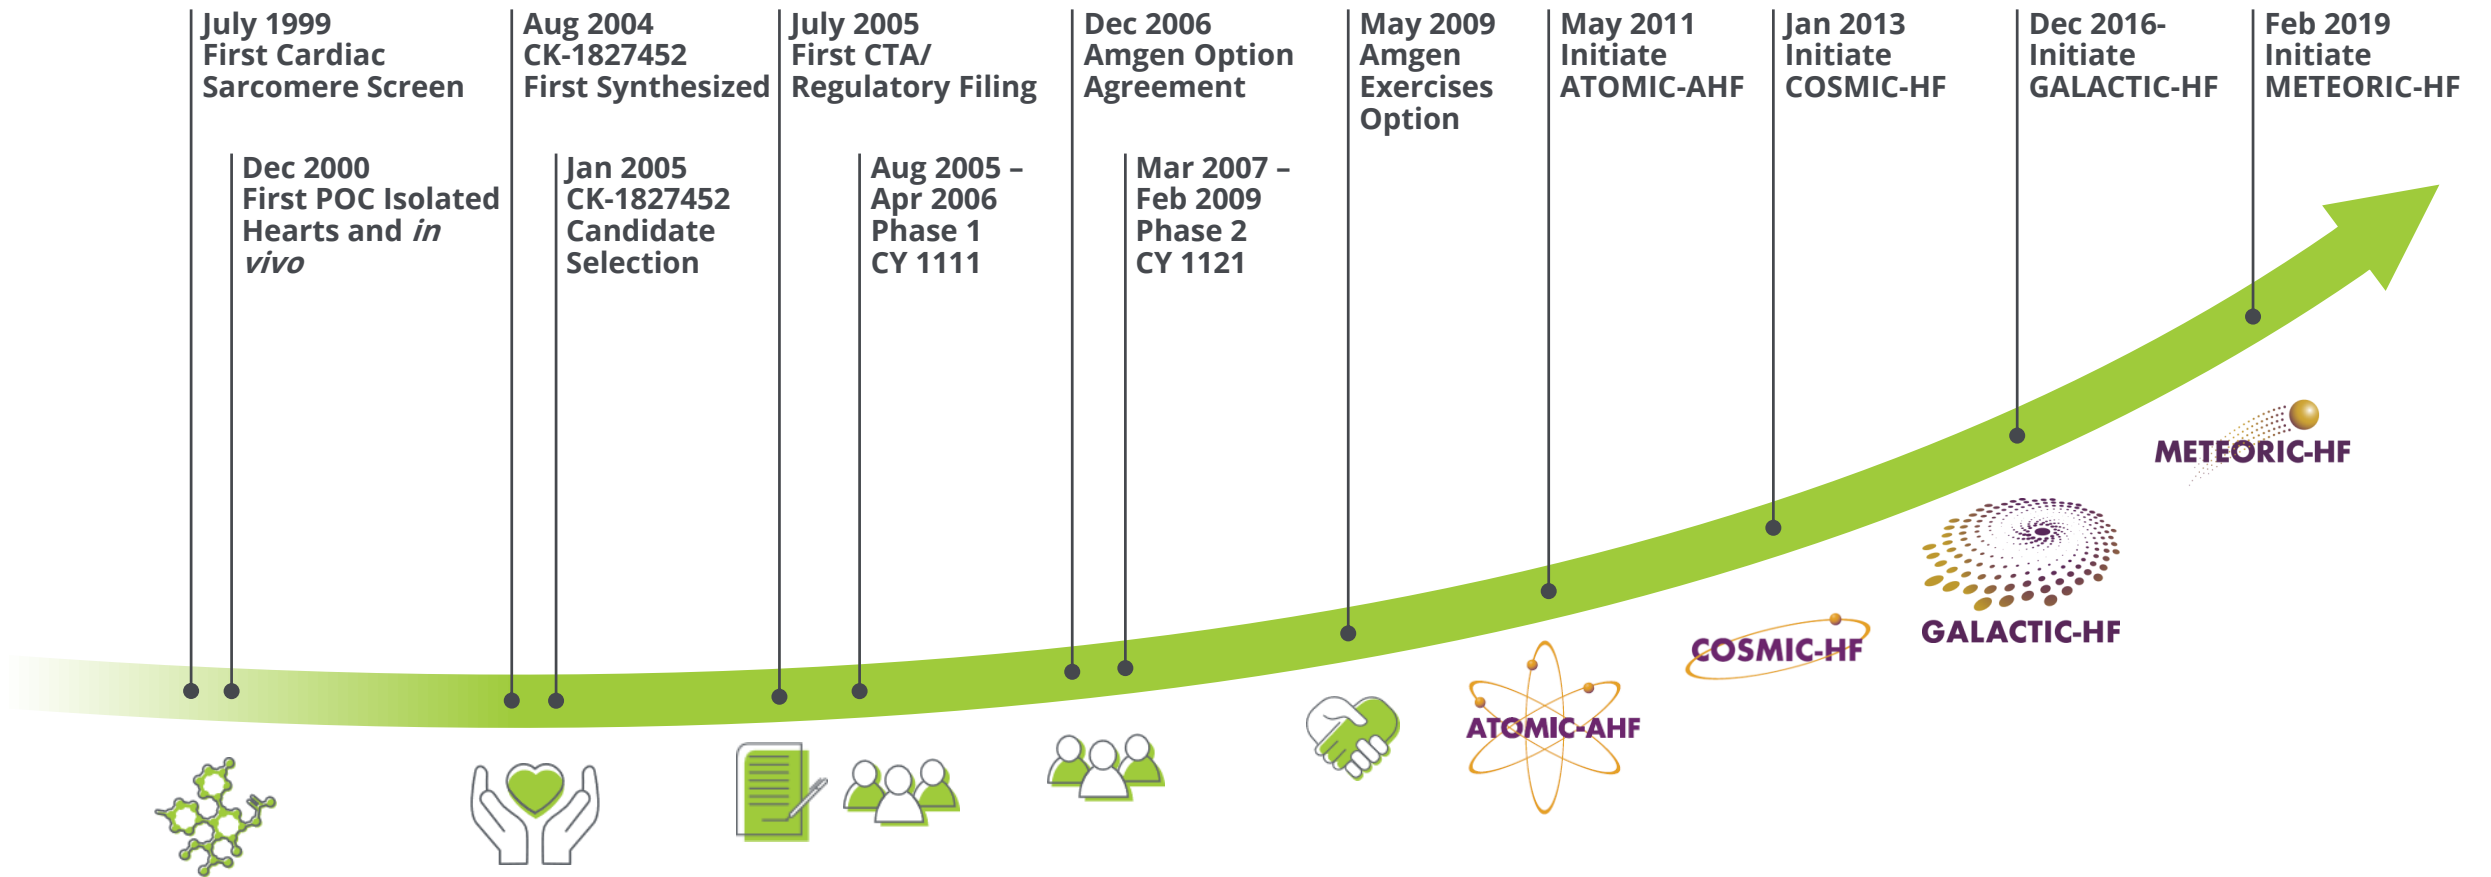 July 1999
First Cardiac
Sarcomere Screen
Dec 2000
First POC Isolated
Hearts and in
vivo
Aug 2004
CK-1827452
First Synthesized
Jan 2005
CK-1827452
Candidate
Selection
July 2005
First CTA/
Regulatory Filing
Aug 2005 –
Apr 2006
Phase 1
CY 1111
Dec 2006
Amgen Option
Agreement
Mar 2007 –
Feb 2009
Phase 2
CY 1121
May 2009
Amgen
Exercises
Option
May 2011
Initiate
ATOMIC-AHF
Jan 2013
Initiate
COSMIC-HF
Dec 2016-
Initiate
GALACTIC-HF
Feb 2019
Initiate
METEORIC-HF
ATOMIC-AHF
COSMIC-HF
GALACTIC-HF
METEORIC-HF